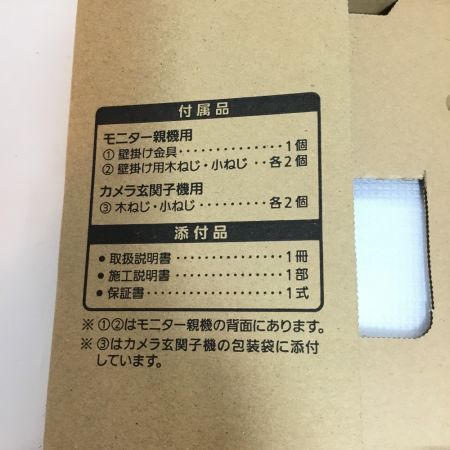 付属品
モニター親機用
① 壁掛け金具・・・・・・・・・・・・・・1個
② 壁掛け用木ねじ・小ねじ・・各2個
カメラ玄関子機用
③ 木ねじ・小ねじ・・・・・・・・・各2個
添付品
● 取扱説明書・・・・・・・・・・・・・・1冊
● 施工説明書・・・・・・・・・・・・・・1部
● 保証書・・・・・・・・・・・・・・・・・・1式
※ ①②はモニター親機の背面にあります。
※ ③はカメラ玄関子機の包装袋に添付
しています。